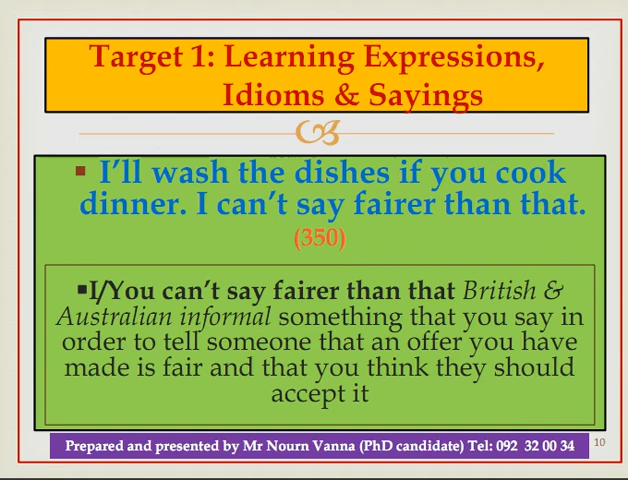 Target 1: Learning Expressions,
Idioms & Sayings
▪ I’ll wash the dishes if you cook
dinner. I can’t say fairer than that.
(350)
▪I/You can’t say fairer than that British &
Australian informal something that you say in
order to tell someone that an offer you have
made is fair and that you think they should
accept it
Prepared and presented by Mr Nourn Vanna (PhD candidate) Tel: 092 32 00 34
10